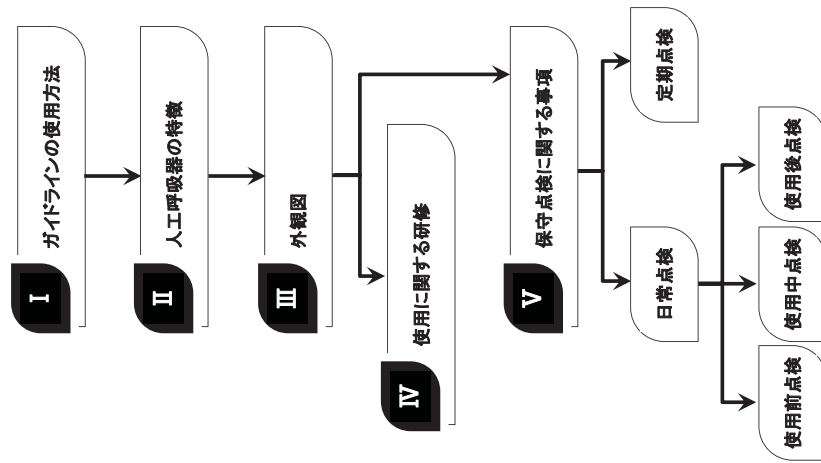 Ⅰ
ガイドラインの使用方法
Ⅱ
人工呼吸器の特徴
Ⅲ
外観図
Ⅳ
使用に関する研修
Ⅴ
保守点検に関する事項
日常点検
定期点検
使用前点検
使用中点検
使用後点検